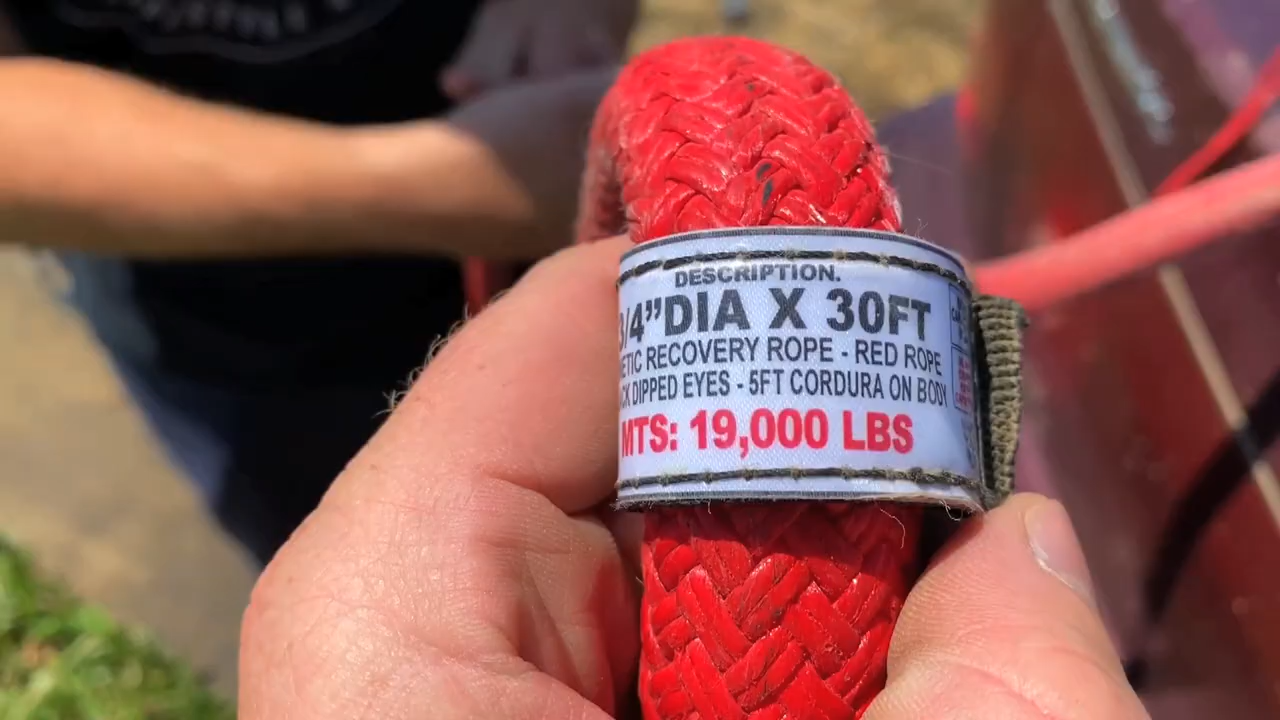 DESCRIPTION.
3/4”DIA X 30FT
ETIC RECOVERY ROPE - RED ROPE
CK DIPPED EYES - 5FT CORDURA ON BODY
MTS: 19,000 LBS